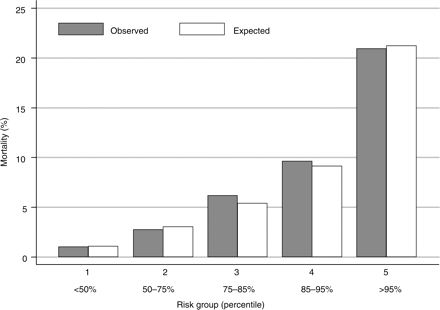 25
Observed
Expected
20
15
10
5
0
Mortality (%)
1 2 3 4 5
<50% 50–75% 75–85% 85–95% >95%
Risk group (percentile)